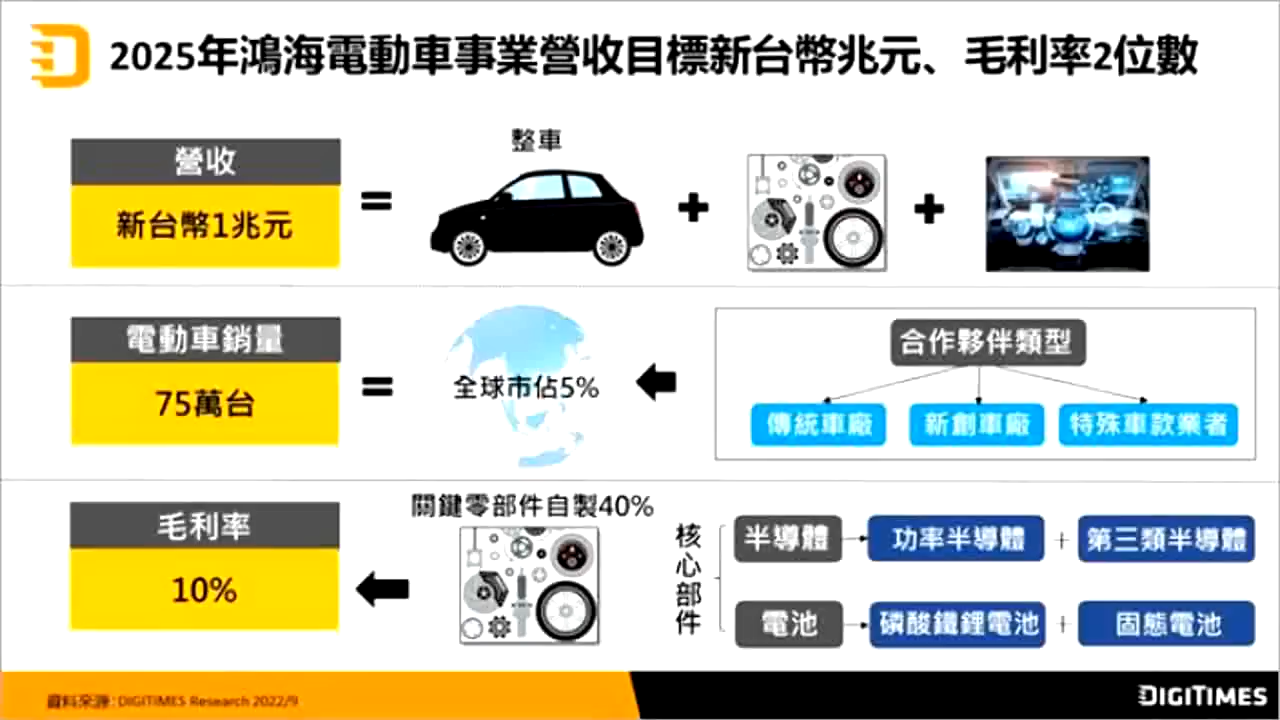 2025年鴻海電動車事業營收目標新台幣兆元、毛利率2位數
營收
新台幣1兆元
=
整車
+
+
電動車銷量
75萬台
=
全球市佔5%
合作夥伴類型
傳統車廠
新創車廠
特殊車款業者
毛利率
10%
關鍵零部件自製40%
核心部件
半導體
功率半導體
+
第三類半導體
電池
磷酸鐵鋰電池
+
固態電池
資料來源:DIGITIMES Research 2022/9
DIGITIMES